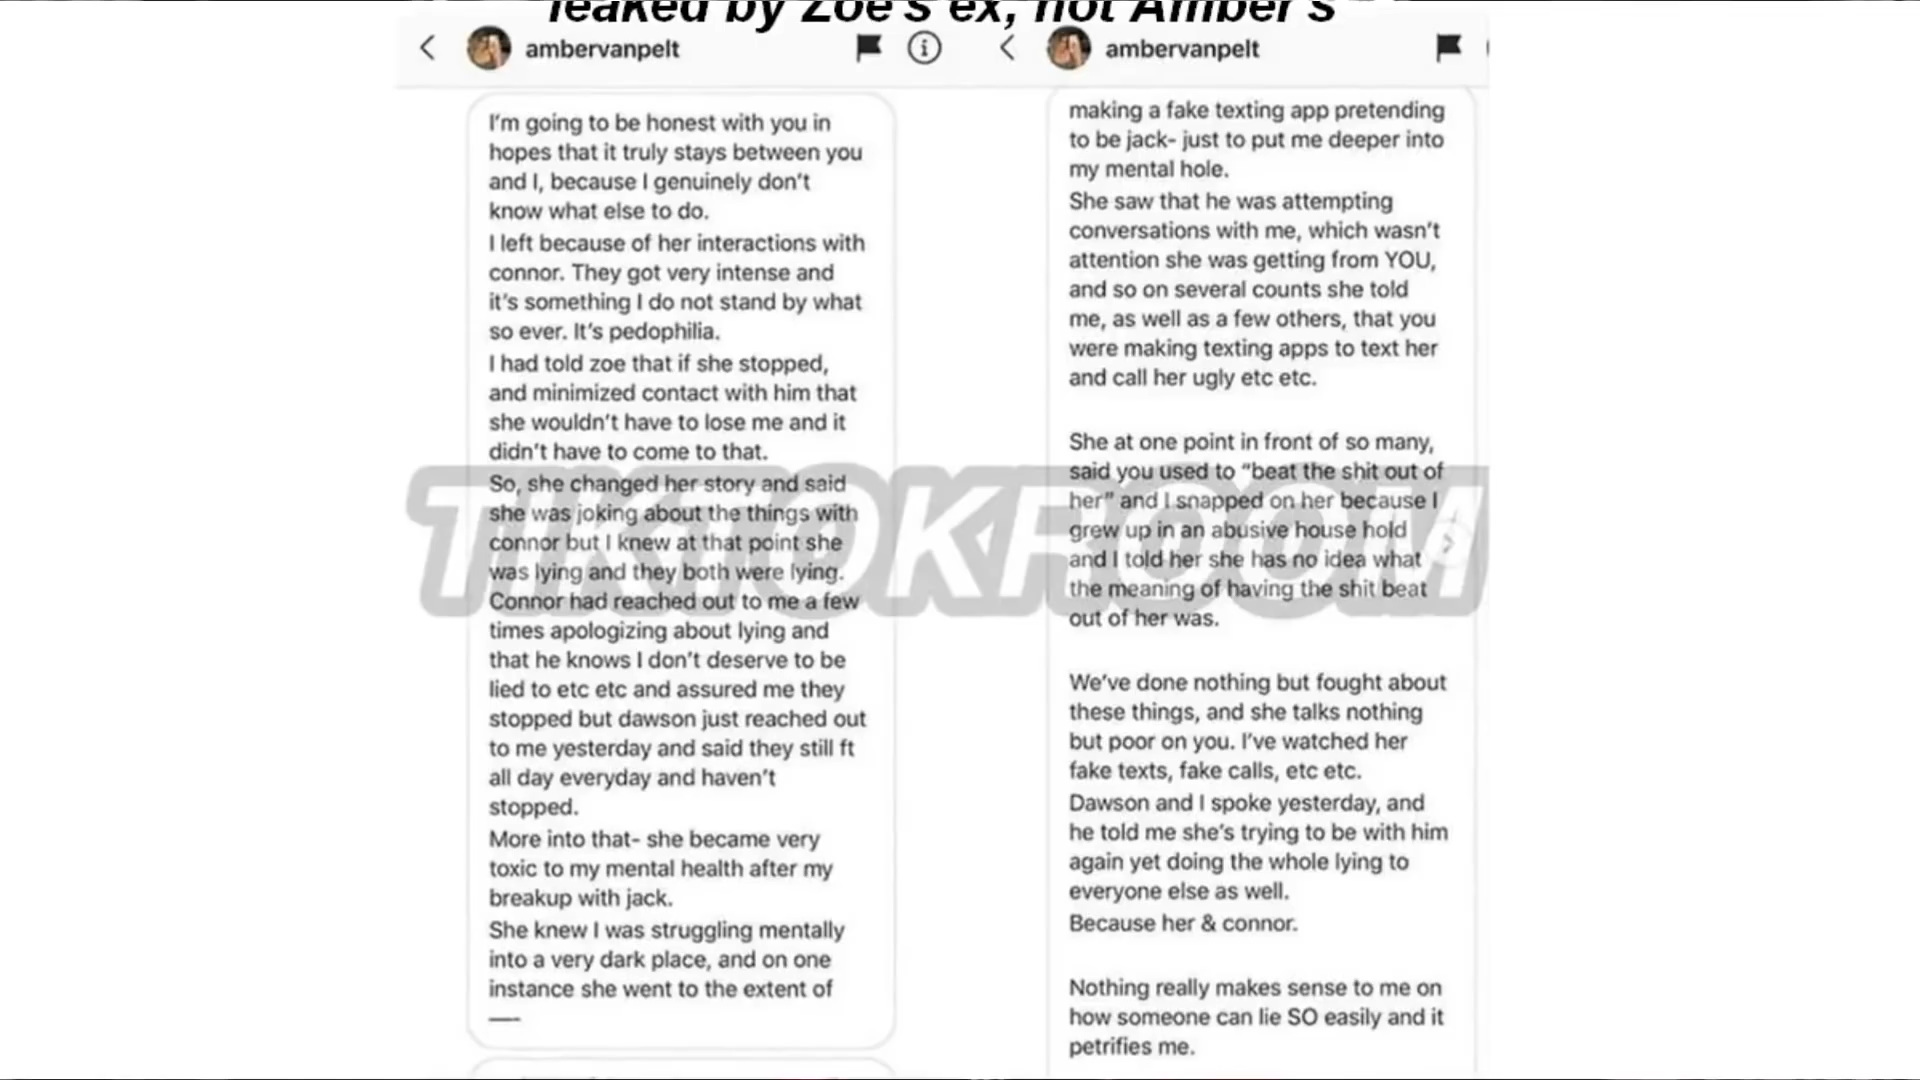 leaked by Zoe's ex, not Amber's
ambervanpelt
I'm going to be honest with you in
hopes that it truly stays between you
and I, because I genuinely don't
know what else to do.
I left because of her interactions with
connor. They got very intense and
it's something I do not stand by what
so ever. It's pedophilia.
I had told zoe that if she stopped,
and minimized contact with him that
she wouldn't have to lose me and it
didn't have to come to that.
So, she changed her story and said
she was joking about the things with
connor but I knew at that point she
was lying and they both were lying.
Connor had reached out to me a few
times apologizing about lying and
that he knows I don't deserve to be
lied to etc etc and assured me they
stopped but dawson just reached out
to me yesterday and said they still ft
all day everyday and haven't
stopped.
More into that- she became very
toxic to my mental health after my
breakup with jack.
She knew I was struggling mentally
into a very dark place, and on one
instance she went to the extent of
ambervanpelt
making a fake texting app pretending
to be jack- just to put me deeper into
my mental hole.
She saw that he was attempting
conversations with me, which wasn't
attention she was getting from YOU,
and so on several counts she told
me, as well as a few others, that you
were making texting apps to text her
and call her ugly etc etc.
She at one point in front of so many,
said you used to "beat the shit out of
her" and I snapped on her because I
grew up in an abusive house hold
and I told her she has no idea what
the meaning of having the shit beat
out of her was.
We've done nothing but fought about
these things, and she talks nothing
but poor on you. I've watched her
fake texts, fake calls, etc etc.
Dawson and I spoke yesterday, and
he told me she's trying to be with him
again yet doing the whole lying to
everyone else as well.
Because her & connor.
Nothing really makes sense to me on
how someone can lie SO easily and it
petrifies me.
TIKTOKROOM